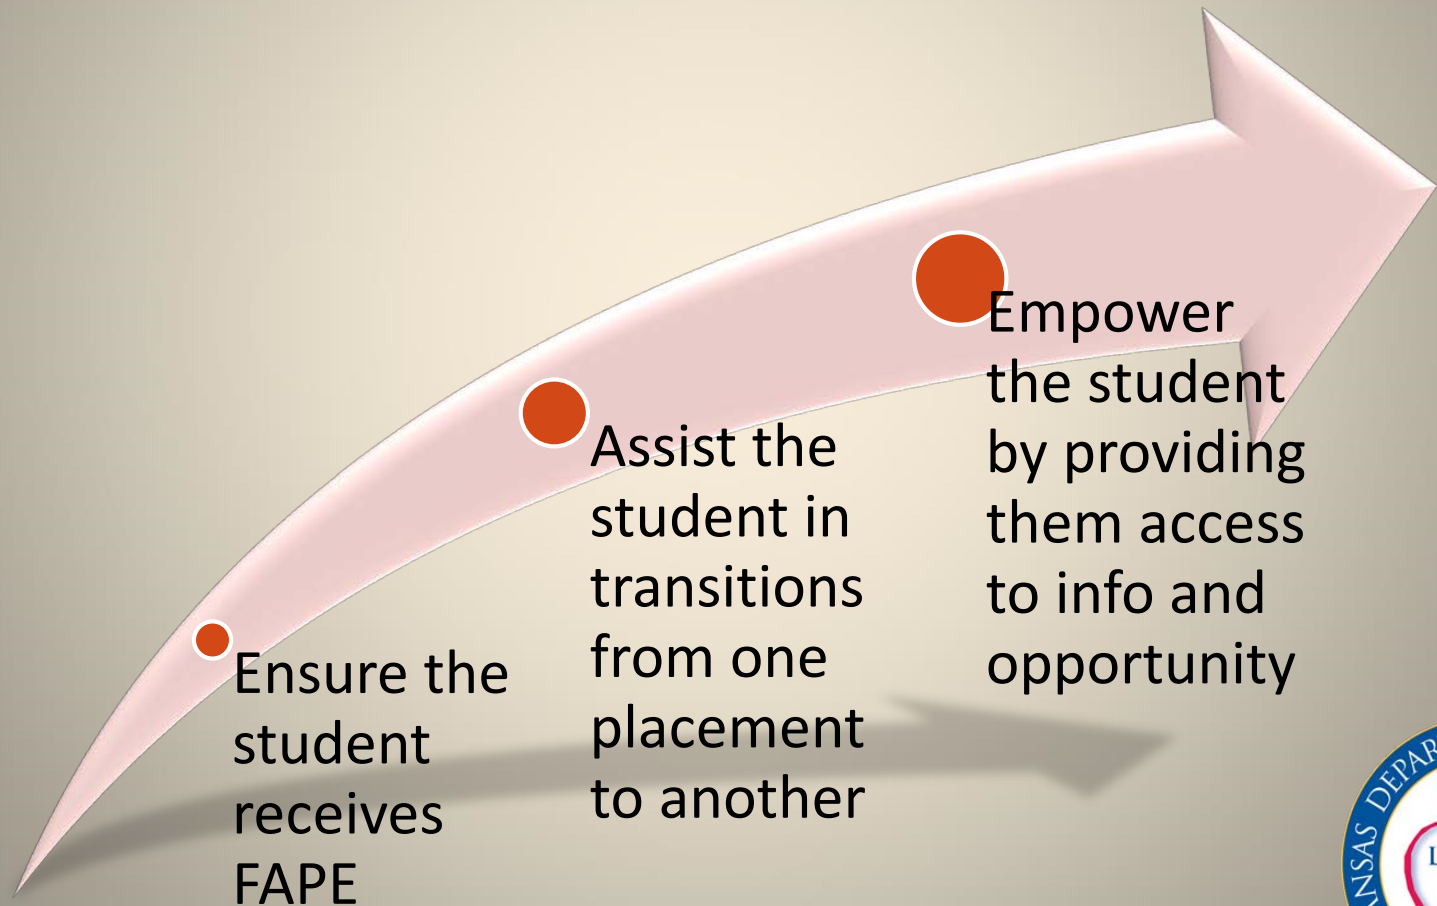 Ensure the
student
receives
FAPE
Assist the
student in
transitions
from one
placement
to another
Empower
the student
by providing
them access
to info and
opportunity